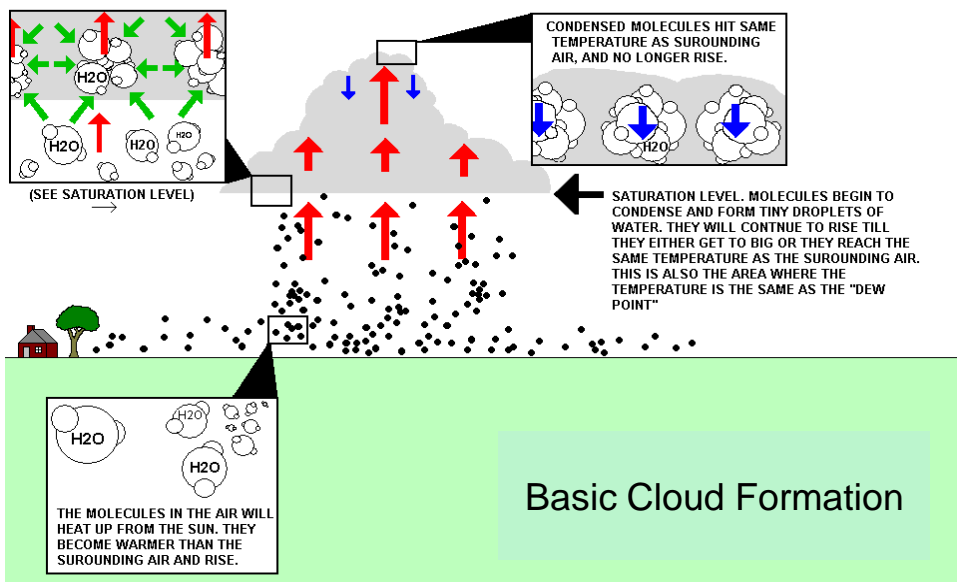 H2O
H2O
H2O
H2O
(SEE SATURATION LEVEL)
CONDENSED MOLECULES HIT SAME
TEMPERATURE AS SUROUNDING
AIR, AND NO LONGER RISE.
H2O
SATURATION LEVEL. MOLECULES BEGIN TO
CONDENSE AND FORM TINY DROPLETS OF
WATER. THEY WILL CONTNUE TO RISE TILL
THEY EITHER GET TO BIG OR THEY REACH THE
SAME TEMPERATURE AS THE SUROUNDING AIR.
THIS IS ALSO THE AREA WHERE THE
TEMPERATURE IS THE SAME AS THE "DEW
POINT"
H2O
H2O
H2O
THE MOLECULES IN THE AIR WILL
HEAT UP FROM THE SUN. THEY
BECOME WARMER THAN THE
SUROUNDING AIR AND RISE.
Basic Cloud Formation